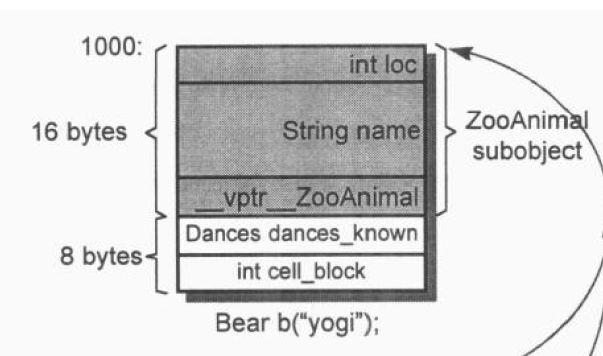 1000:
int loc
16 bytes
String name
ZooAnimal
subobject
__vptr__ZooAnimal
8 bytes
Dances dances_known
int cell_block
Bear b("yogi");